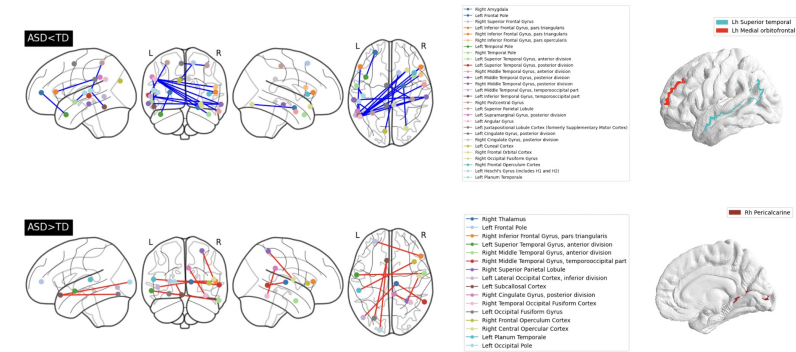 ASD<TD
L
R
L
R
Right Amygdala
Left Frontal Pole
Right Superior Frontal Gyrus
Left Inferior Frontal Gyrus, pars triangularis
Right Inferior Frontal Gyrus, pars triangularis
Right Inferior Frontal Gyrus, pars opercularis
Left Temporal Pole
Right Temporal Pole
Left Superior Temporal Gyrus, anterior division
Left Superior Temporal Gyrus, posterior division
Right Middle Temporal Gyrus, anterior division
Left Middle Temporal Gyrus, posterior division
Right Middle Temporal Gyrus, posterior division
Left Middle Temporal Gyrus, temporooccipital part
Left Inferior Temporal Gyrus, temporooccipital part
Right Postcentral Gyrus
Left Superior Parietal Lobule
Left Supramarginal Gyrus, posterior division
Left Angular Gyrus
Left Juxtapositional Lobule Cortex (formerly Supplementary Motor Cortex)
Left Cingulate Gyrus, posterior division
Right Cingulate Gyrus, posterior division
Left Cuneal Cortex
Right Frontal Orbital Cortex
Right Occipital Fusiform Gyrus
Right Frontal Operculum Cortex
Left Heschl's Gyrus (includes H1 and H2)
Left Planum Temporale
Lh Superior temporal
Lh Medial orbitofrontal
ASD>TD
L
R
L
R
Right Thalamus
Left Frontal Pole
Right Inferior Frontal Gyrus, pars triangularis
Left Superior Temporal Gyrus, anterior division
Right Middle Temporal Gyrus, anterior division
Right Middle Temporal Gyrus, temporooccipital part
Right Superior Parietal Lobule
Left Lateral Occipital Cortex, inferior division
Left Subcallosal Cortex
Right Cingulate Gyrus, posterior division
Right Temporal Occipital Fusiform Cortex
Left Occipital Fusiform Gyrus
Right Frontal Operculum Cortex
Right Central Opercular Cortex
Left Planum Temporale
Left Occipital Pole
Rh Pericalcarine